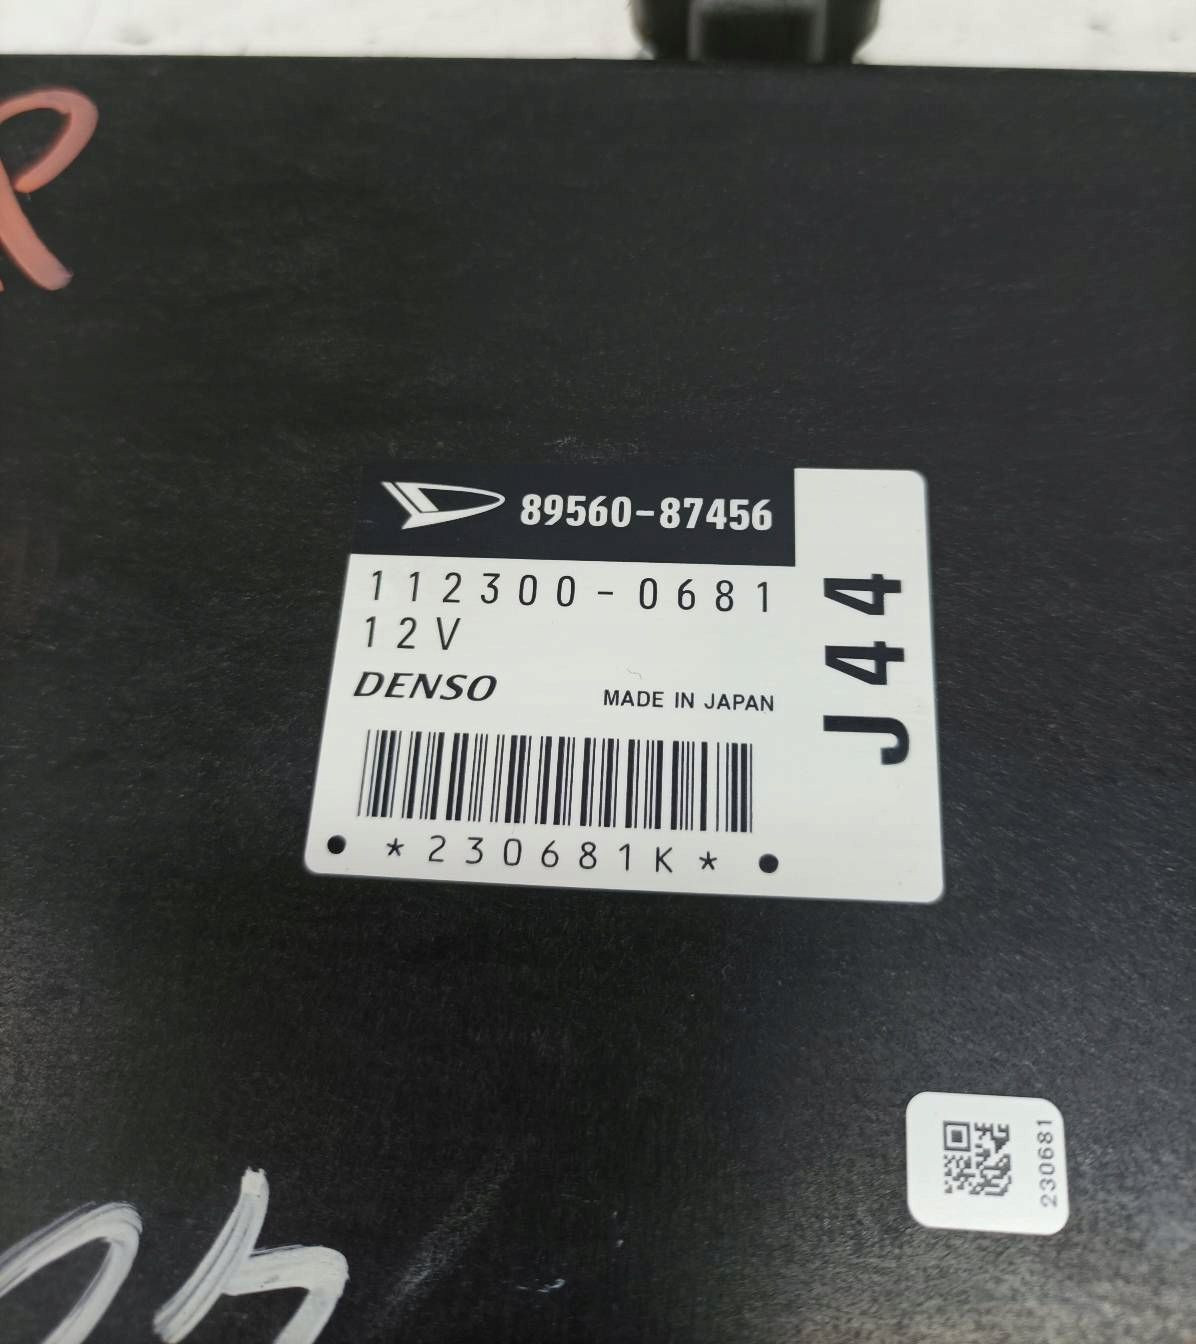 89560-87456
112300-0681
12V
DENSO MADE IN JAPAN
*230681K*
J44
230681